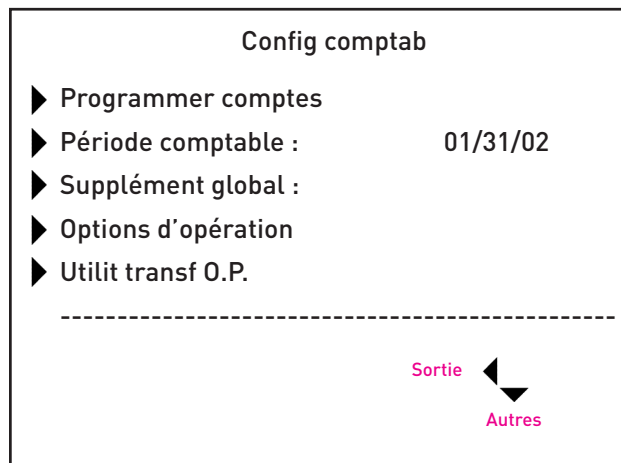 Config comptab
Programmer comptes
Période comptable : 01/31/02
Supplément global :
Options d'opération
Utilit transf O.P.
------------------------------------------------
Sortie
Autres